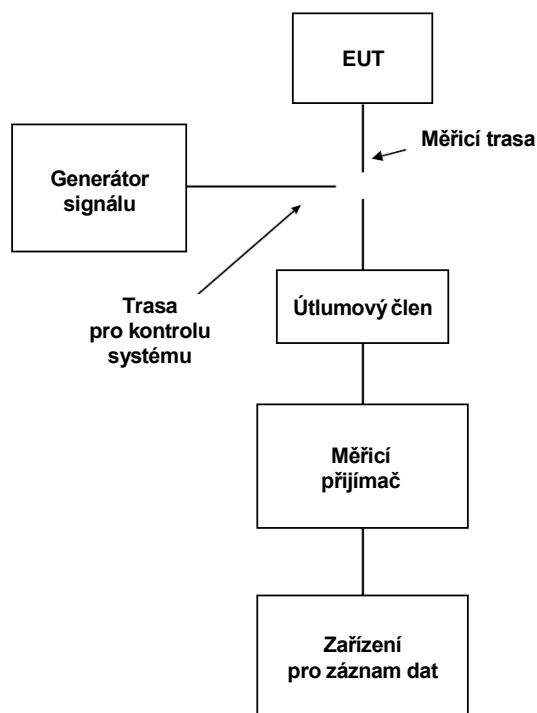 EUT
Měřicí trasa
Generátor
signálu
Trasa
pro kontrolu
systému
Útlumový člen
Měřicí
přijímač
Zařízení
pro záznam dat